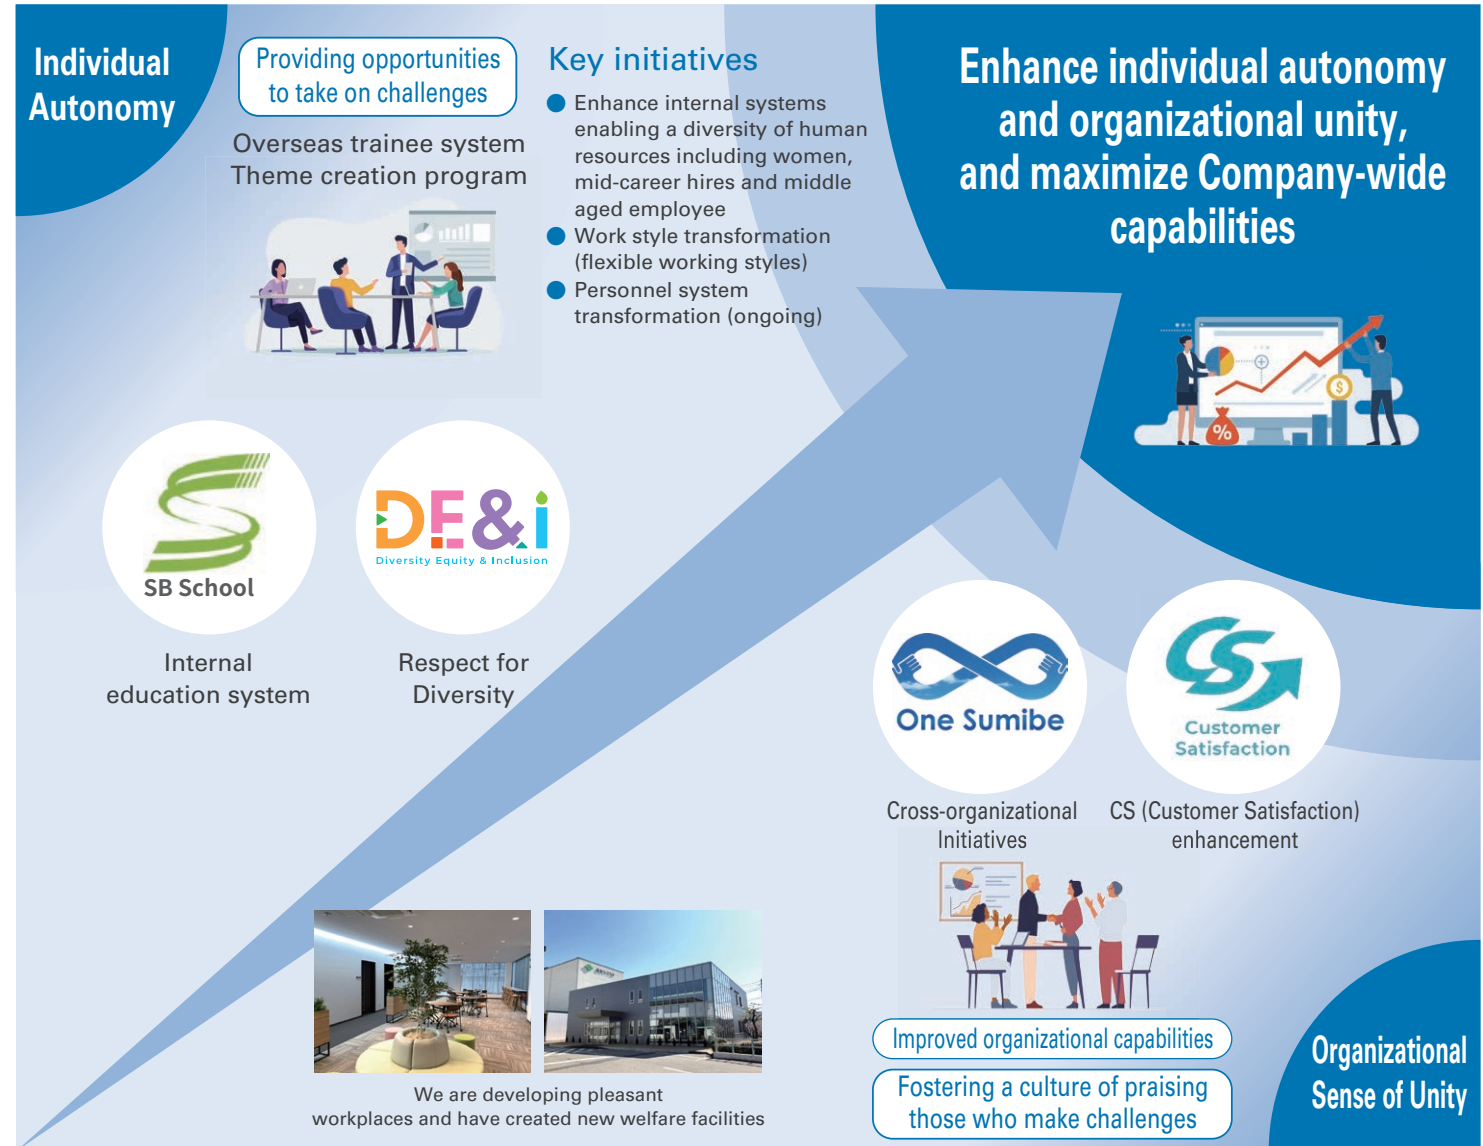 Individual
Autonomy
Providing opportunities
to take on challenges
Overseas trainee system
Theme creation program
Key initiatives
● Enhance internal systems
enabling a diversity of human
resources including women,
mid-career hires and middle
aged employee
● Work style transformation
(flexible working styles)
● Personnel system
transformation (ongoing)
Enhance individual autonomy
and organizational unity,
and maximize Company-wide
capabilities
$
%
SB School
Internal
education system
DE&i
Diversity Equity & Inclusion
Respect for
Diversity
One Sumibe
Cross-organizational
Initiatives
CS
Customer
Satisfaction
CS (Customer Satisfaction)
enhancement
We are developing pleasant
workplaces and have created new welfare facilities
Improved organizational capabilities
Fostering a culture of praising
those who make challenges
Organizational
Sense of Unity